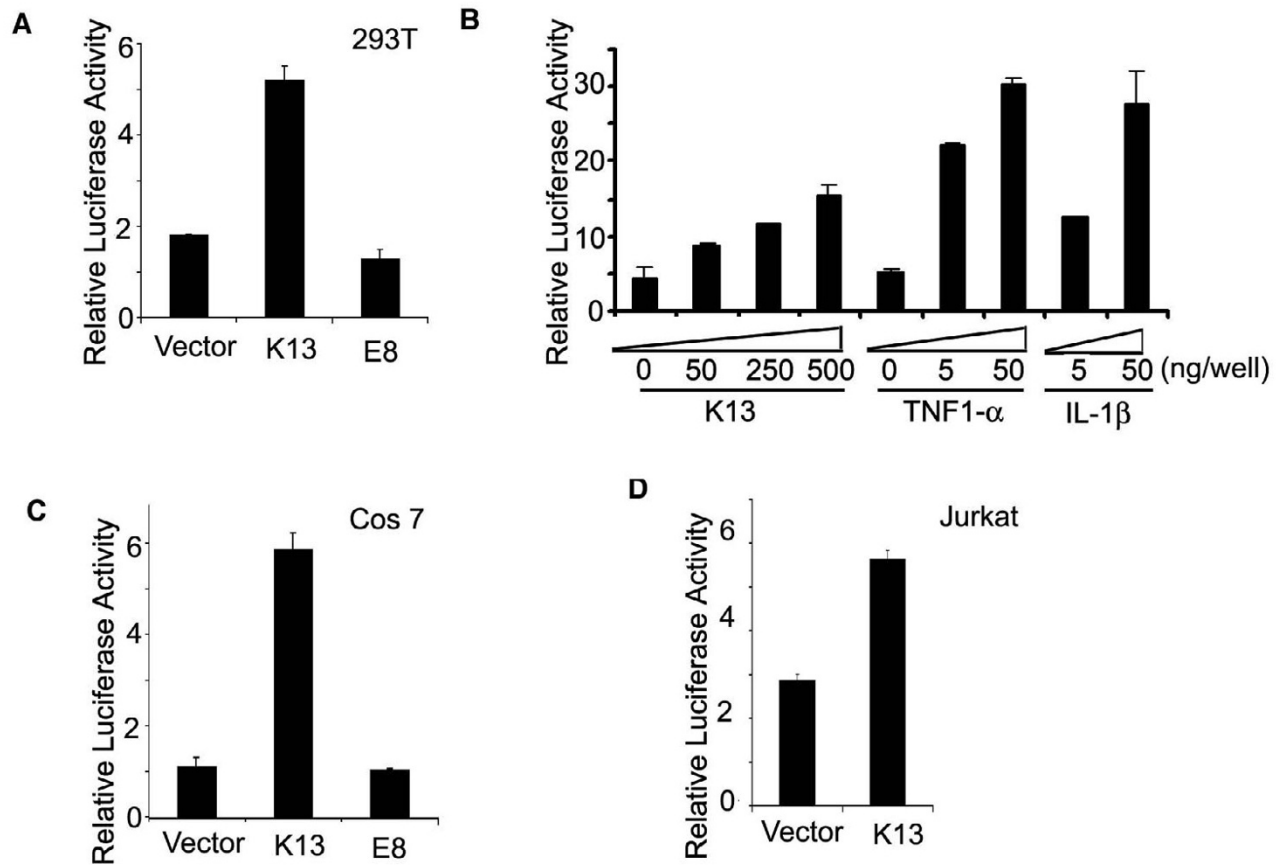 A
293T
Relative Luciferase Activity
6
4
2
0
Vector K13 E8
B
Relative Luciferase Activity
30
20
10
0
0 50 250 500 0 5 50 5 50 (ng/well)
K13 TNF1-α IL-1β
C
Cos 7
Relative Luciferase Activity
6
4
2
0
Vector K13 E8
D
Jurkat
Relative Luciferase Activity
6
4
2
0
Vector K13